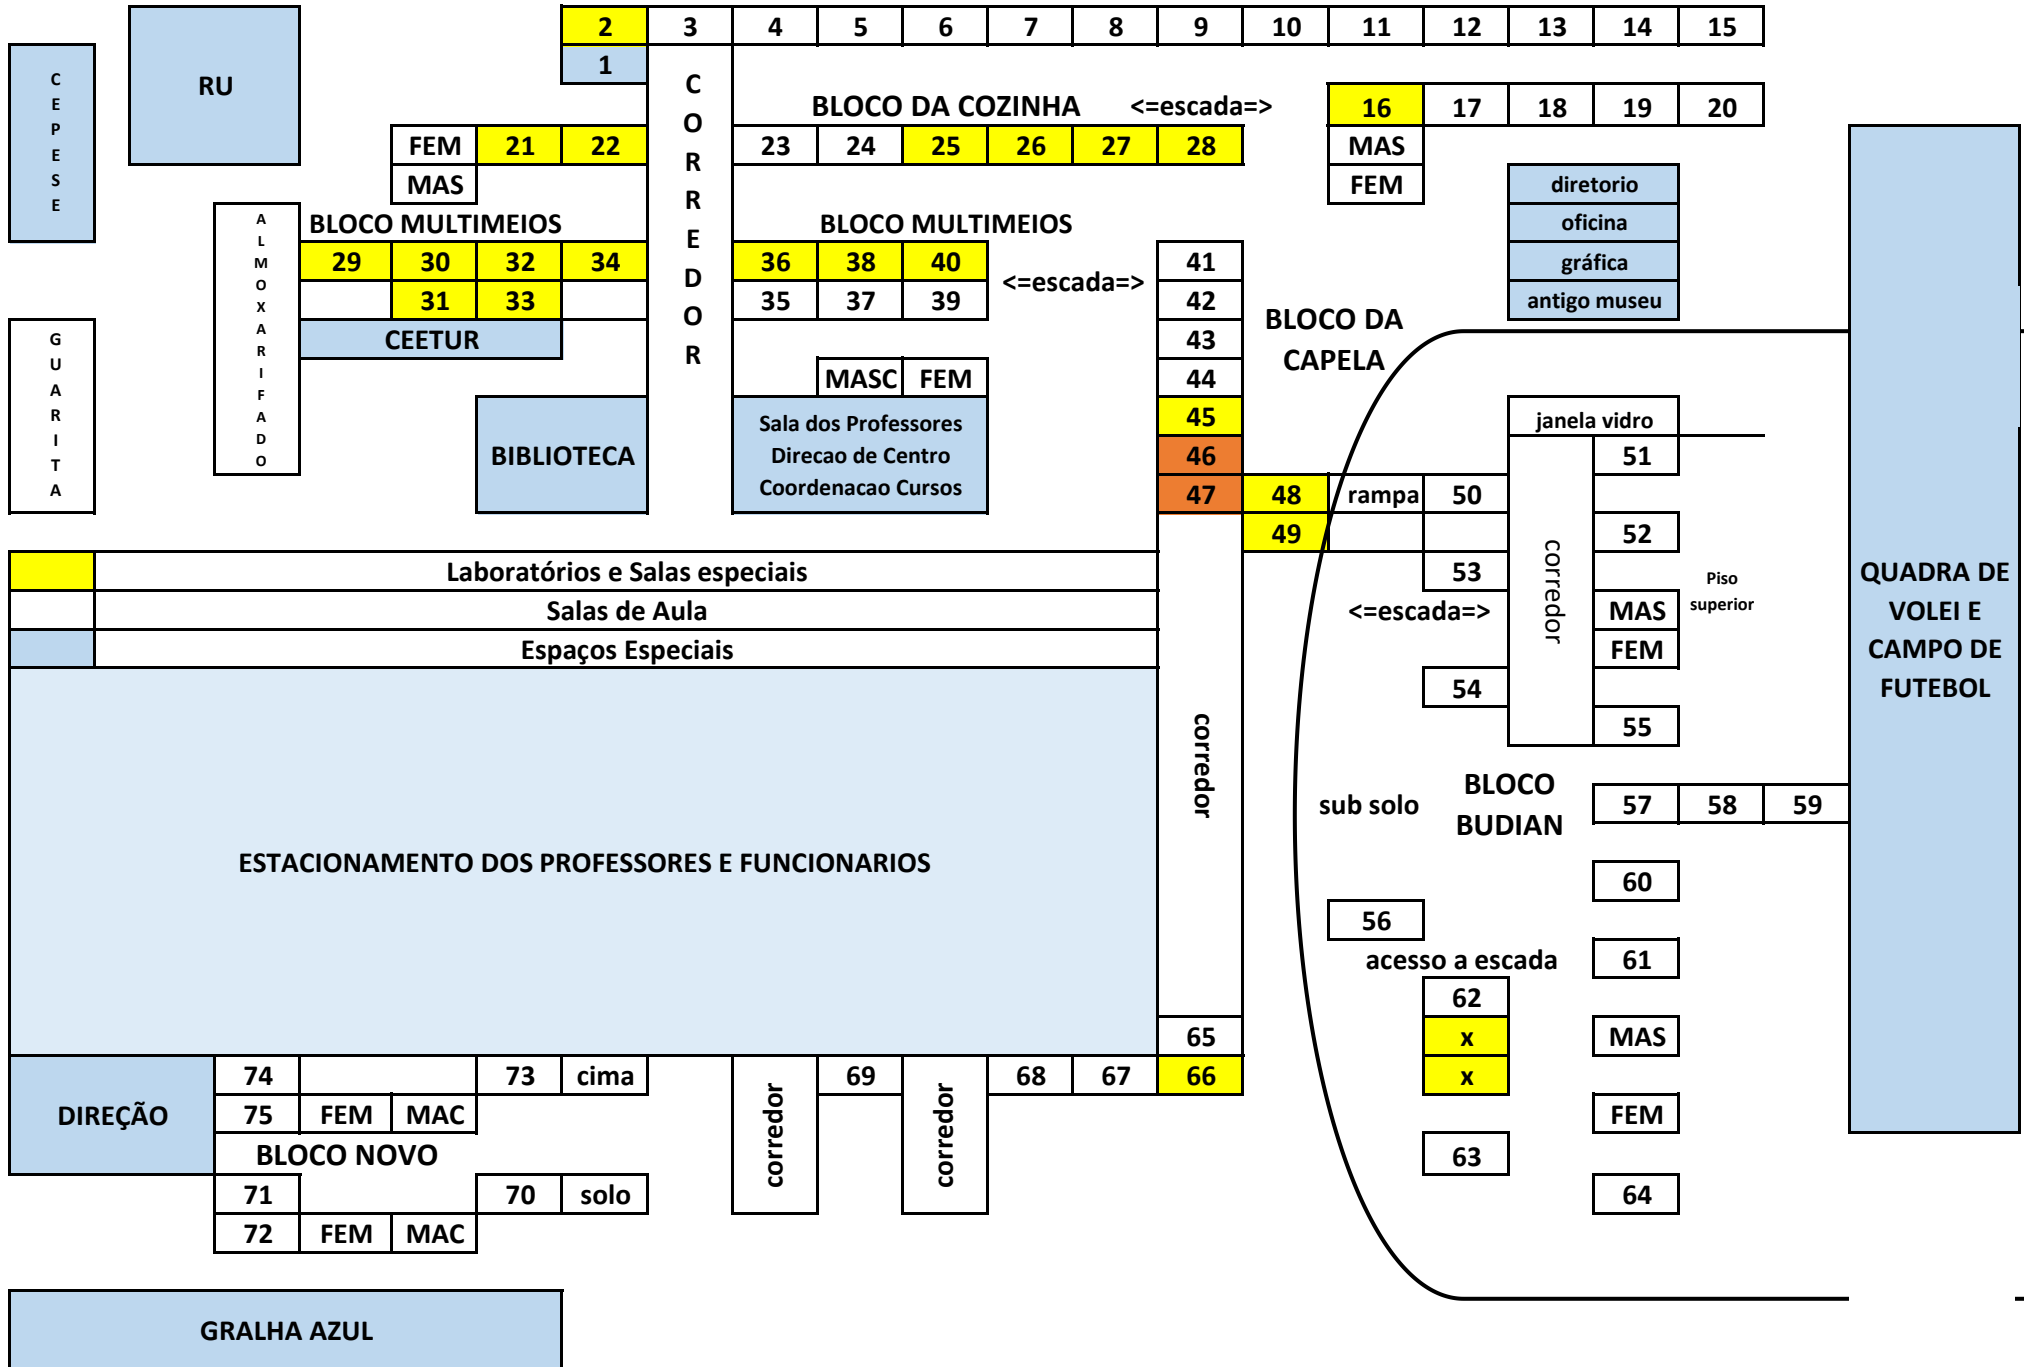 2 3 4 5 6 7 8 9 10 11 12 13 14 15
1
CEPESE
RU
CORREDOR
BLOCO DA COZINHA <=escada=>
16 17 18 19 20
FEM 21 22
23 24 25 26 27 28
MAS
MAS
FEM
diretorio
oficina
gráfica
antigo museu
ALMOXARIFADO
BLOCO MULTIMEIOS
BLOCO MULTIMEIOS
29 30 32 34
36 38 40
<=escada=>
31 33
35 37 39
CEETUR
41
42
43
44
45
46
47
BLOCO DA
CAPELA
GUARITA
MASC FEM
BIBLIOTECA
Sala dos Professores
Direcao de Centro
Coordenacao Cursos
janela vidro
51
48 rampa 50
49
52
corredor
53
<=escada=>
MAS
FEM
Piso
superior
54
55
QUADRA DE
VOLEI E
CAMPO DE
FUTEBOL
Laboratórios e Salas especiais
Salas de Aula
Espaços Especiais
corredor
ESTACIONAMENTO DOS PROFESSORES E FUNCIONARIOS
sub solo
BLOCO
BUDIAN
57 58 59
60
56
acesso a escada
61
62
x
x
MAS
FEM
63
64
65
DIREÇÃO
74 73 cima
corredor
69
corredor
68 67 66
75 FEM MAC
BLOCO NOVO
71 70 solo
72 FEM MAC
GRALHA AZUL